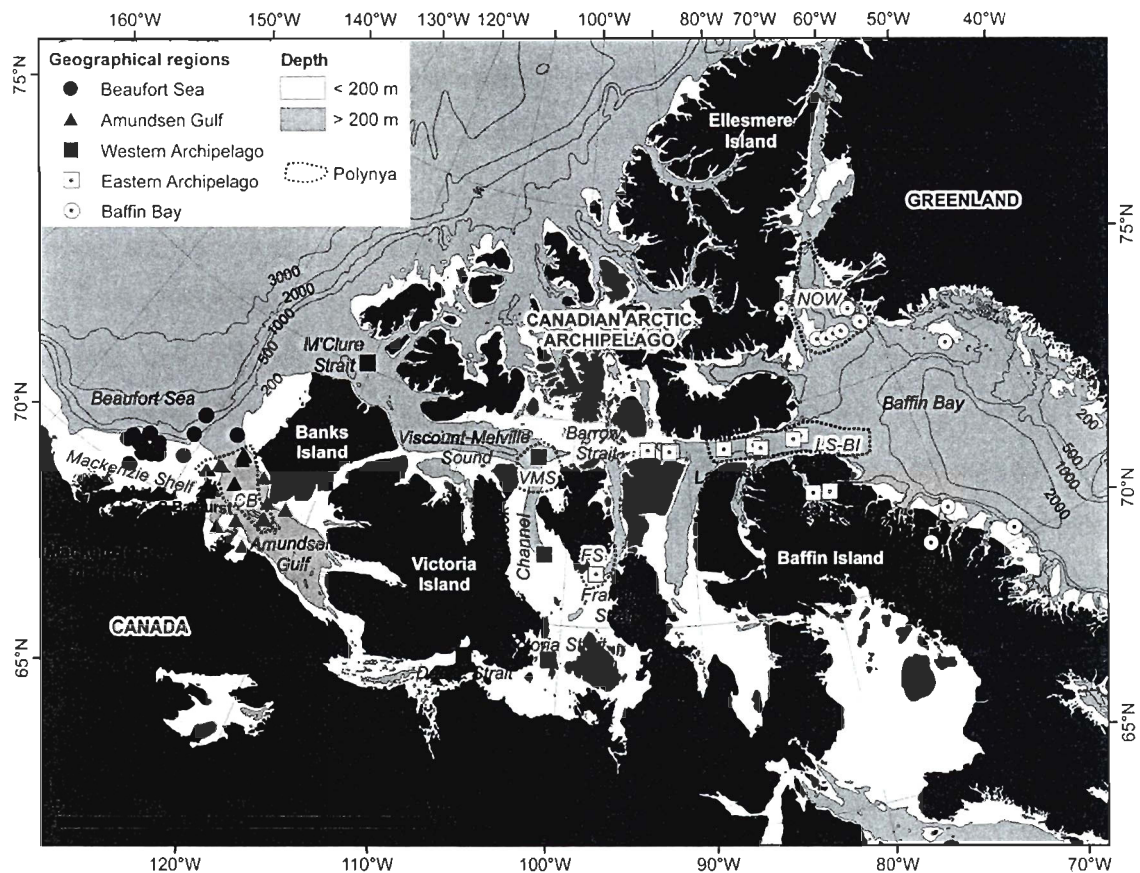 160°W 150°W 140°W 130°W 120°W 100°W 80°W 70°W 60°W 50°W 40°W
75°N
Geographical regions
Beaufort Sea
Amundsen Gulf
Western Archipelago
Eastern Archipelago
Baffin Bay
Depth
< 200 m
> 200 m
Polynya
Ellesmere
Island
GREENLAND
75°N
3000
2000
1000
500
200
NOW
CANADIAN ARCTIC
ARCHIPELAGO
M'Clure
Strait
70°N
Beaufort Sea
Banks
Island
Viscount-Melville
Sound
Barrow
Strait
Baffin Bay
LS-BI
200
500
1000
2000
Mackenzie Shelf
CB
VMS
70°N
Amundsen
Gulf
Victoria
Island
Channel
FS
Baffin Island
CANADA
Strait
65°N
65°N
120°W 110°W 100°W 90°W 80°W 70°W